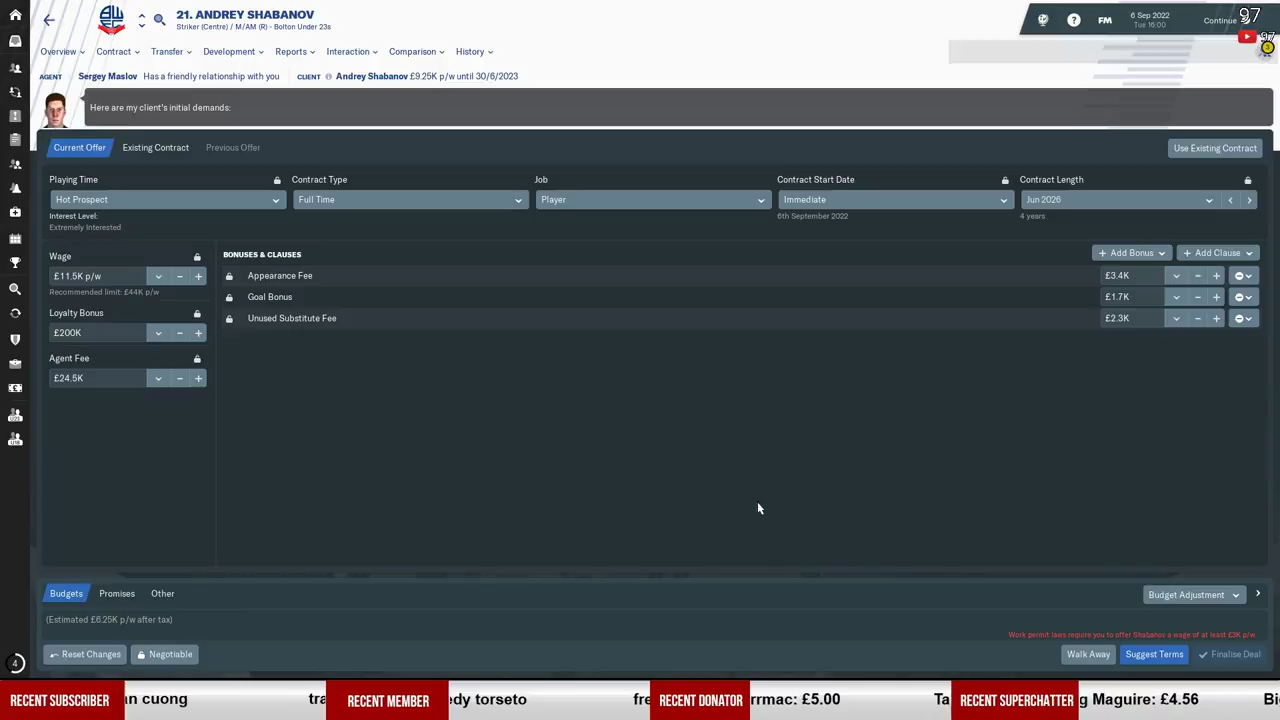 21. ANDREY SHABANOV
Striker (Centre) / M/AM (R) - Bolton Under 23s
FM
6 Sep 2022
Tue 16:00
Continue
97
97
Overview
Contract
Transfer
Development
Reports
Interaction
Comparison
History
AGENT Sergey Maslov Has a friendly relationship with you CLIENT Andrey Shabanov £9.25K p/w until 30/6/2023
Here are my client's initial demands:
Current Offer
Existing Contract
Previous Offer
Use Existing Contract
Playing Time
Contract Type
Job
Contract Start Date
Contract Length
Hot Prospect
Full Time
Player
Immediate
Jun 2026
Interest Level:
Extremely Interested
6th September 2022
4 years
Wage
£11.5K p/w
Recommended limit: £44K p/w
Loyalty Bonus
£200K
Agent Fee
£24.5K
BONUSES & CLAUSES
Add Bonus
Add Clause
Appearance Fee £3.4K
Goal Bonus £1.7K
Unused Substitute Fee £2.3K
Budgets
Promises
Other
Budget Adjustment
(Estimated £6.25K p/w after tax)
Work permit laws require you to offer Shabanov a wage of at least £3K p/w
Reset Changes
Negotiable
Walk Away
Suggest Terms
Finalise Deal
4
RECENT SUBSCRIBER
an cuong
tra
RECENT MEMBER
edy torseto
fre
RECENT DONATOR
rrmac: £5.00
Ta
RECENT SUPERCHATTER
g Maguire: £4.56
Bi